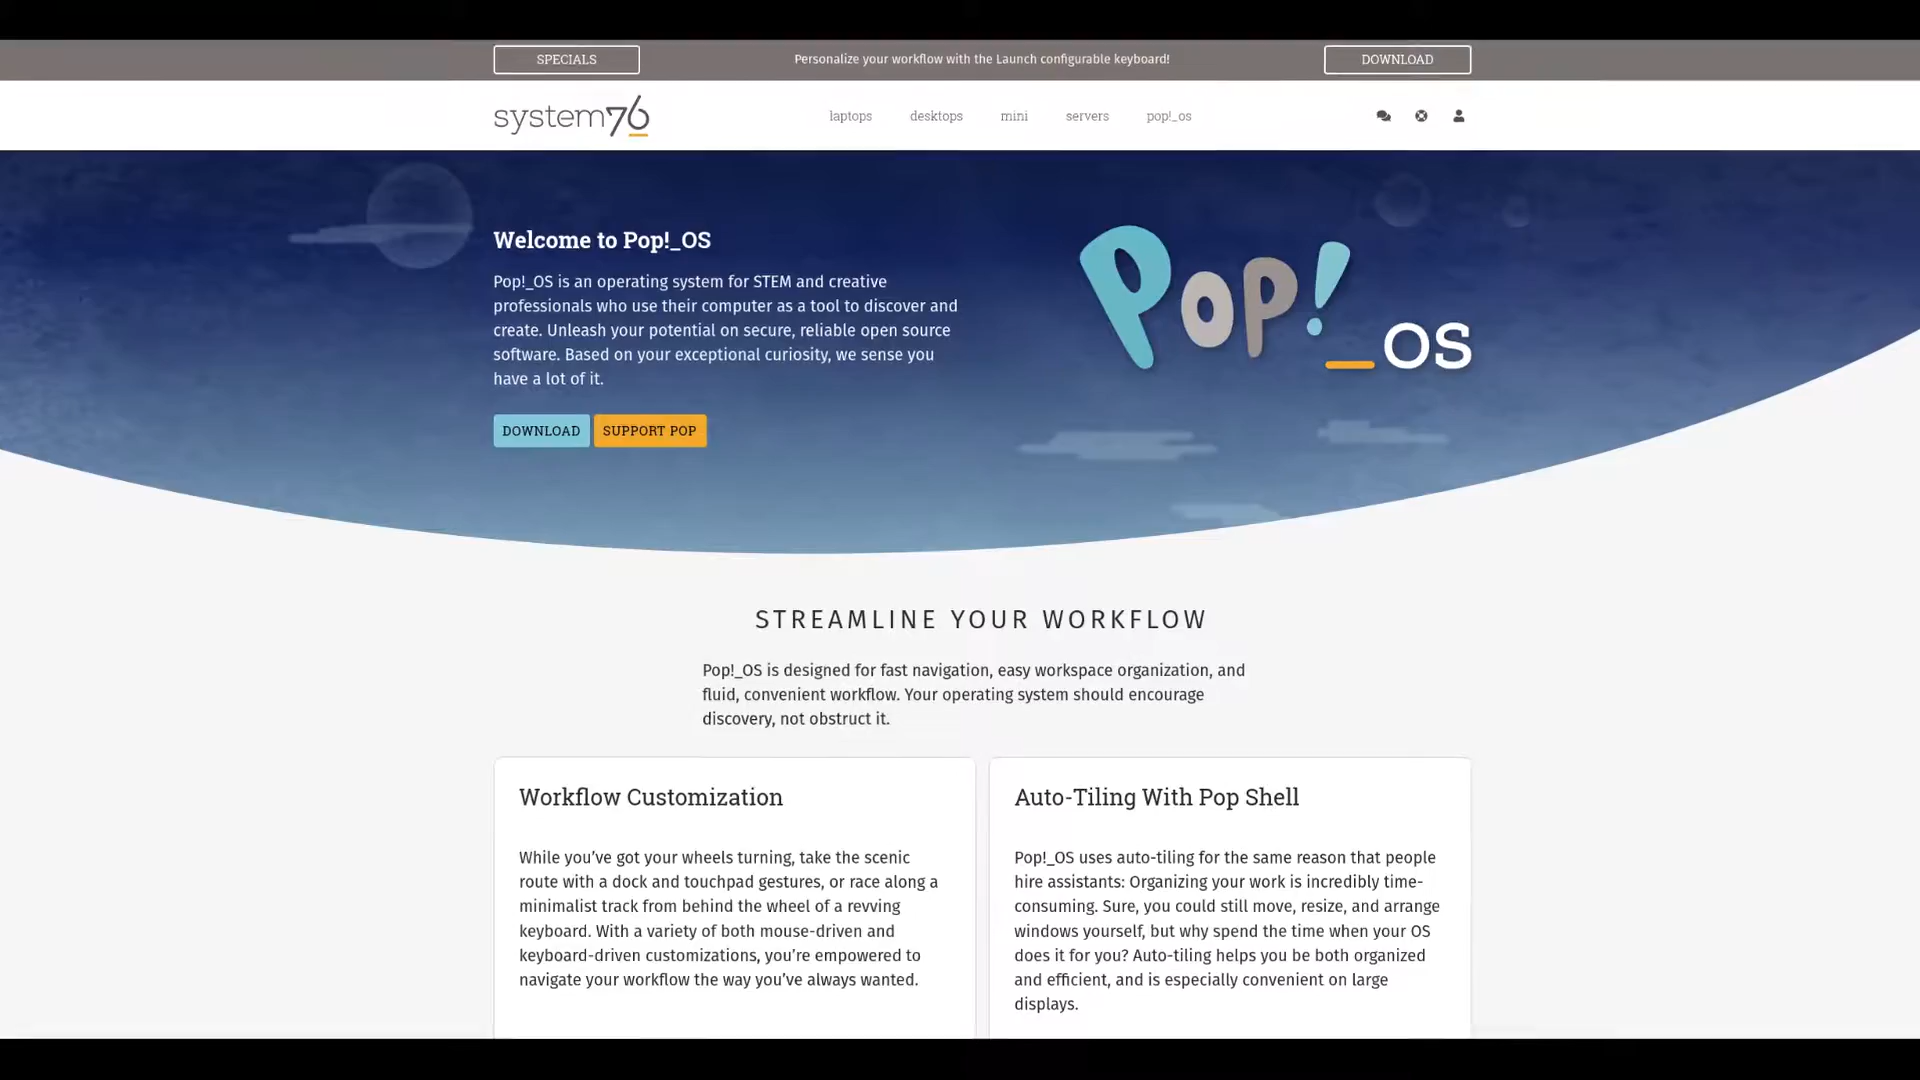 SPECIALS
Personalize your workflow with the Launch configurable keyboard!
DOWNLOAD
system76
laptops
desktops
mini
servers
pop!_os
Welcome to Pop!_OS
Pop!_OS is an operating system for STEM and creative
professionals who use their computer as a tool to discover and
create. Unleash your potential on secure, reliable open source
software. Based on your exceptional curiosity, we sense you
have a lot of it.
DOWNLOAD
SUPPORT POP
Pop!_OS
STREAMLINE YOUR WORKFLOW
Pop!_OS is designed for fast navigation, easy workspace organization, and
fluid, convenient workflow. Your operating system should encourage
discovery, not obstruct it.
Workflow Customization
While you’ve got your wheels turning, take the scenic
route with a dock and touchpad gestures, or race along a
minimalist track from behind the wheel of a revving
keyboard. With a variety of both mouse-driven and
keyboard-driven customizations, you’re empowered to
navigate your workflow the way you’ve always wanted.
Auto-Tiling With Pop Shell
Pop!_OS uses auto-tiling for the same reason that people
hire assistants: Organizing your work is incredibly time-
consuming. Sure, you could still move, resize, and arrange
windows yourself, but why spend the time when your OS
does it for you? Auto-tiling helps you be both organized
and efficient, and is especially convenient on large
displays.